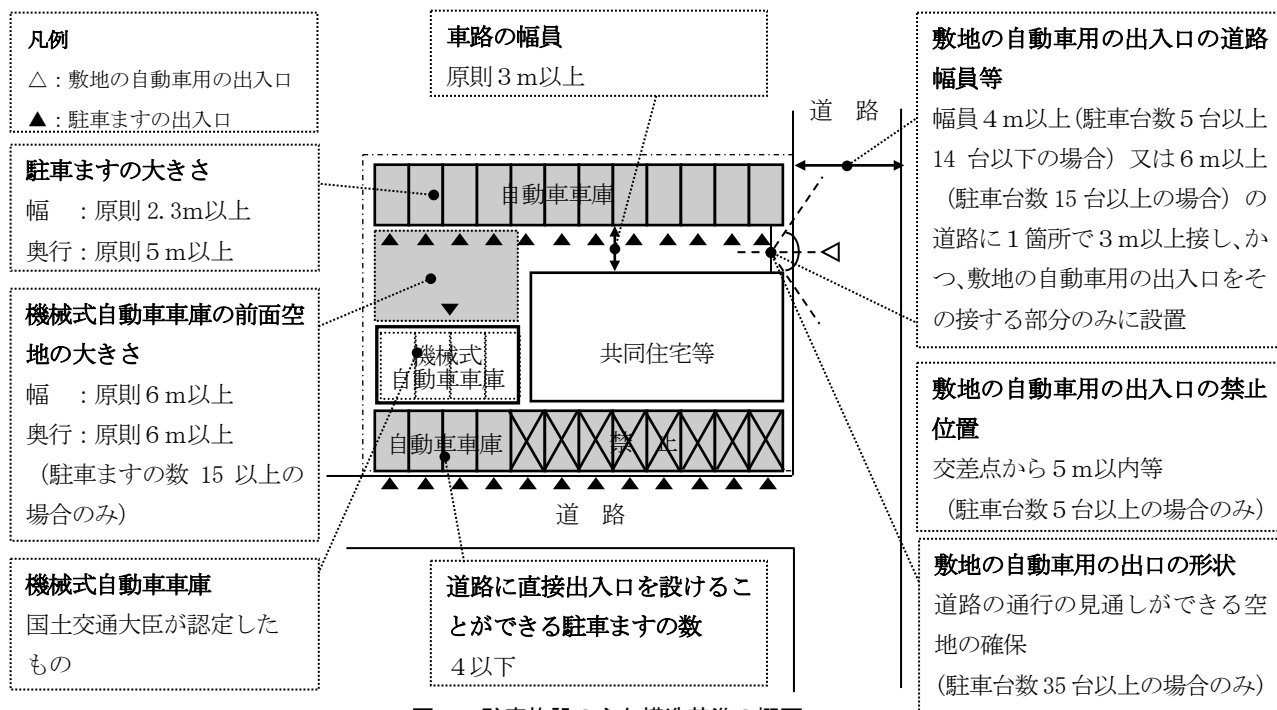 凡例
△：敷地の自動車用の出入口
▲：駐車ますの出入口
駐車ますの大きさ
幅　：原則 2.3m以上
奥行：原則５m以上
機械式自動車車庫の前面空
地の大きさ
幅　：原則６m以上
奥行：原則６m以上
（駐車ますの数 15 以上の
場合のみ）
機械式自動車車庫
国土交通大臣が認定した
もの
車路の幅員
原則３m以上
道　路
自動車車庫
機械式
自動車車庫
共同住宅等
自動車車庫
禁　止
道　路
道路に直接出入口を設けるこ
とができる駐車ますの数
４以下
敷地の自動車用の出入口の道路
幅員等
幅員４m以上（駐車台数５台以上
14 台以下の場合）又は６m以上
（駐車台数 15 台以上の場合）の
道路に１箇所で３m以上接し、か
つ、敷地の自動車用の出入口をそ
の接する部分のみに設置
敷地の自動車用の出入口の禁止
位置
交差点から５m以内等
（駐車台数５台以上の場合のみ）
敷地の自動車用の出口の形状
道路の通行の見通しができる空
地の確保
（駐車台数 35 台以上の場合のみ）